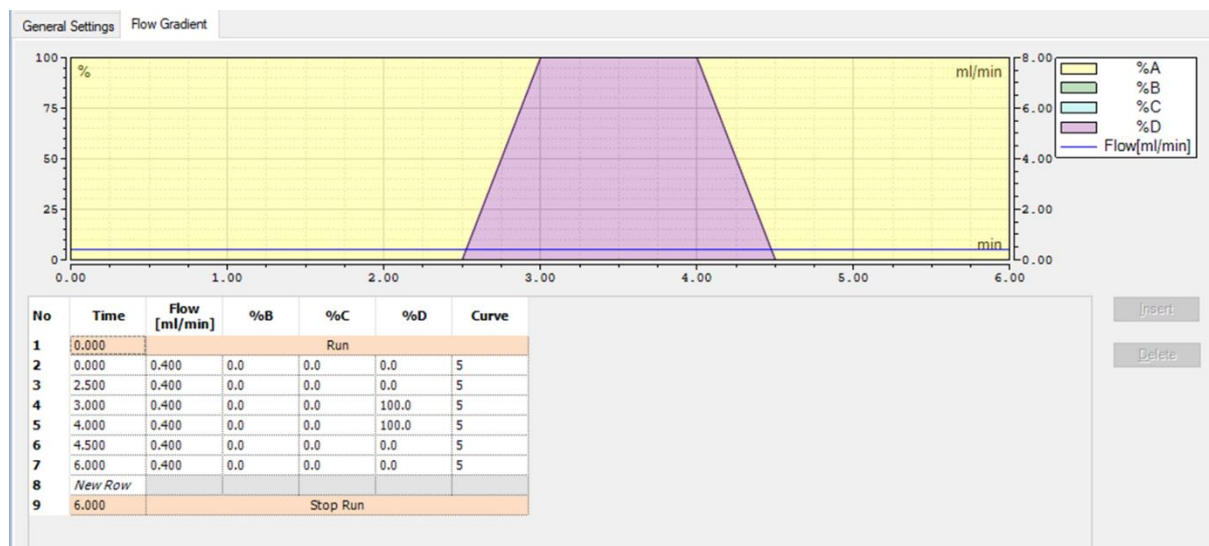 General Settings Flow Gradient
100 % ml/min 8.00 %A
%B
75 6.00 %C
%D
50 4.00 Flow[ml/min]
25 2.00
0 min 0.00
0.00 1.00 2.00 3.00 4.00 5.00 6.00
No Time Flow [ml/min] %B %C %D Curve Insert
1 0.000 Run
2 0.000 0.400 0.0 0.0 0.0 5 Delete
3 2.500 0.400 0.0 0.0 0.0 5
4 3.000 0.400 0.0 0.0 100.0 5
5 4.000 0.400 0.0 0.0 100.0 5
6 4.500 0.400 0.0 0.0 0.0 5
7 6.000 0.400 0.0 0.0 0.0 5
8 New Row
9 6.000 Stop Run